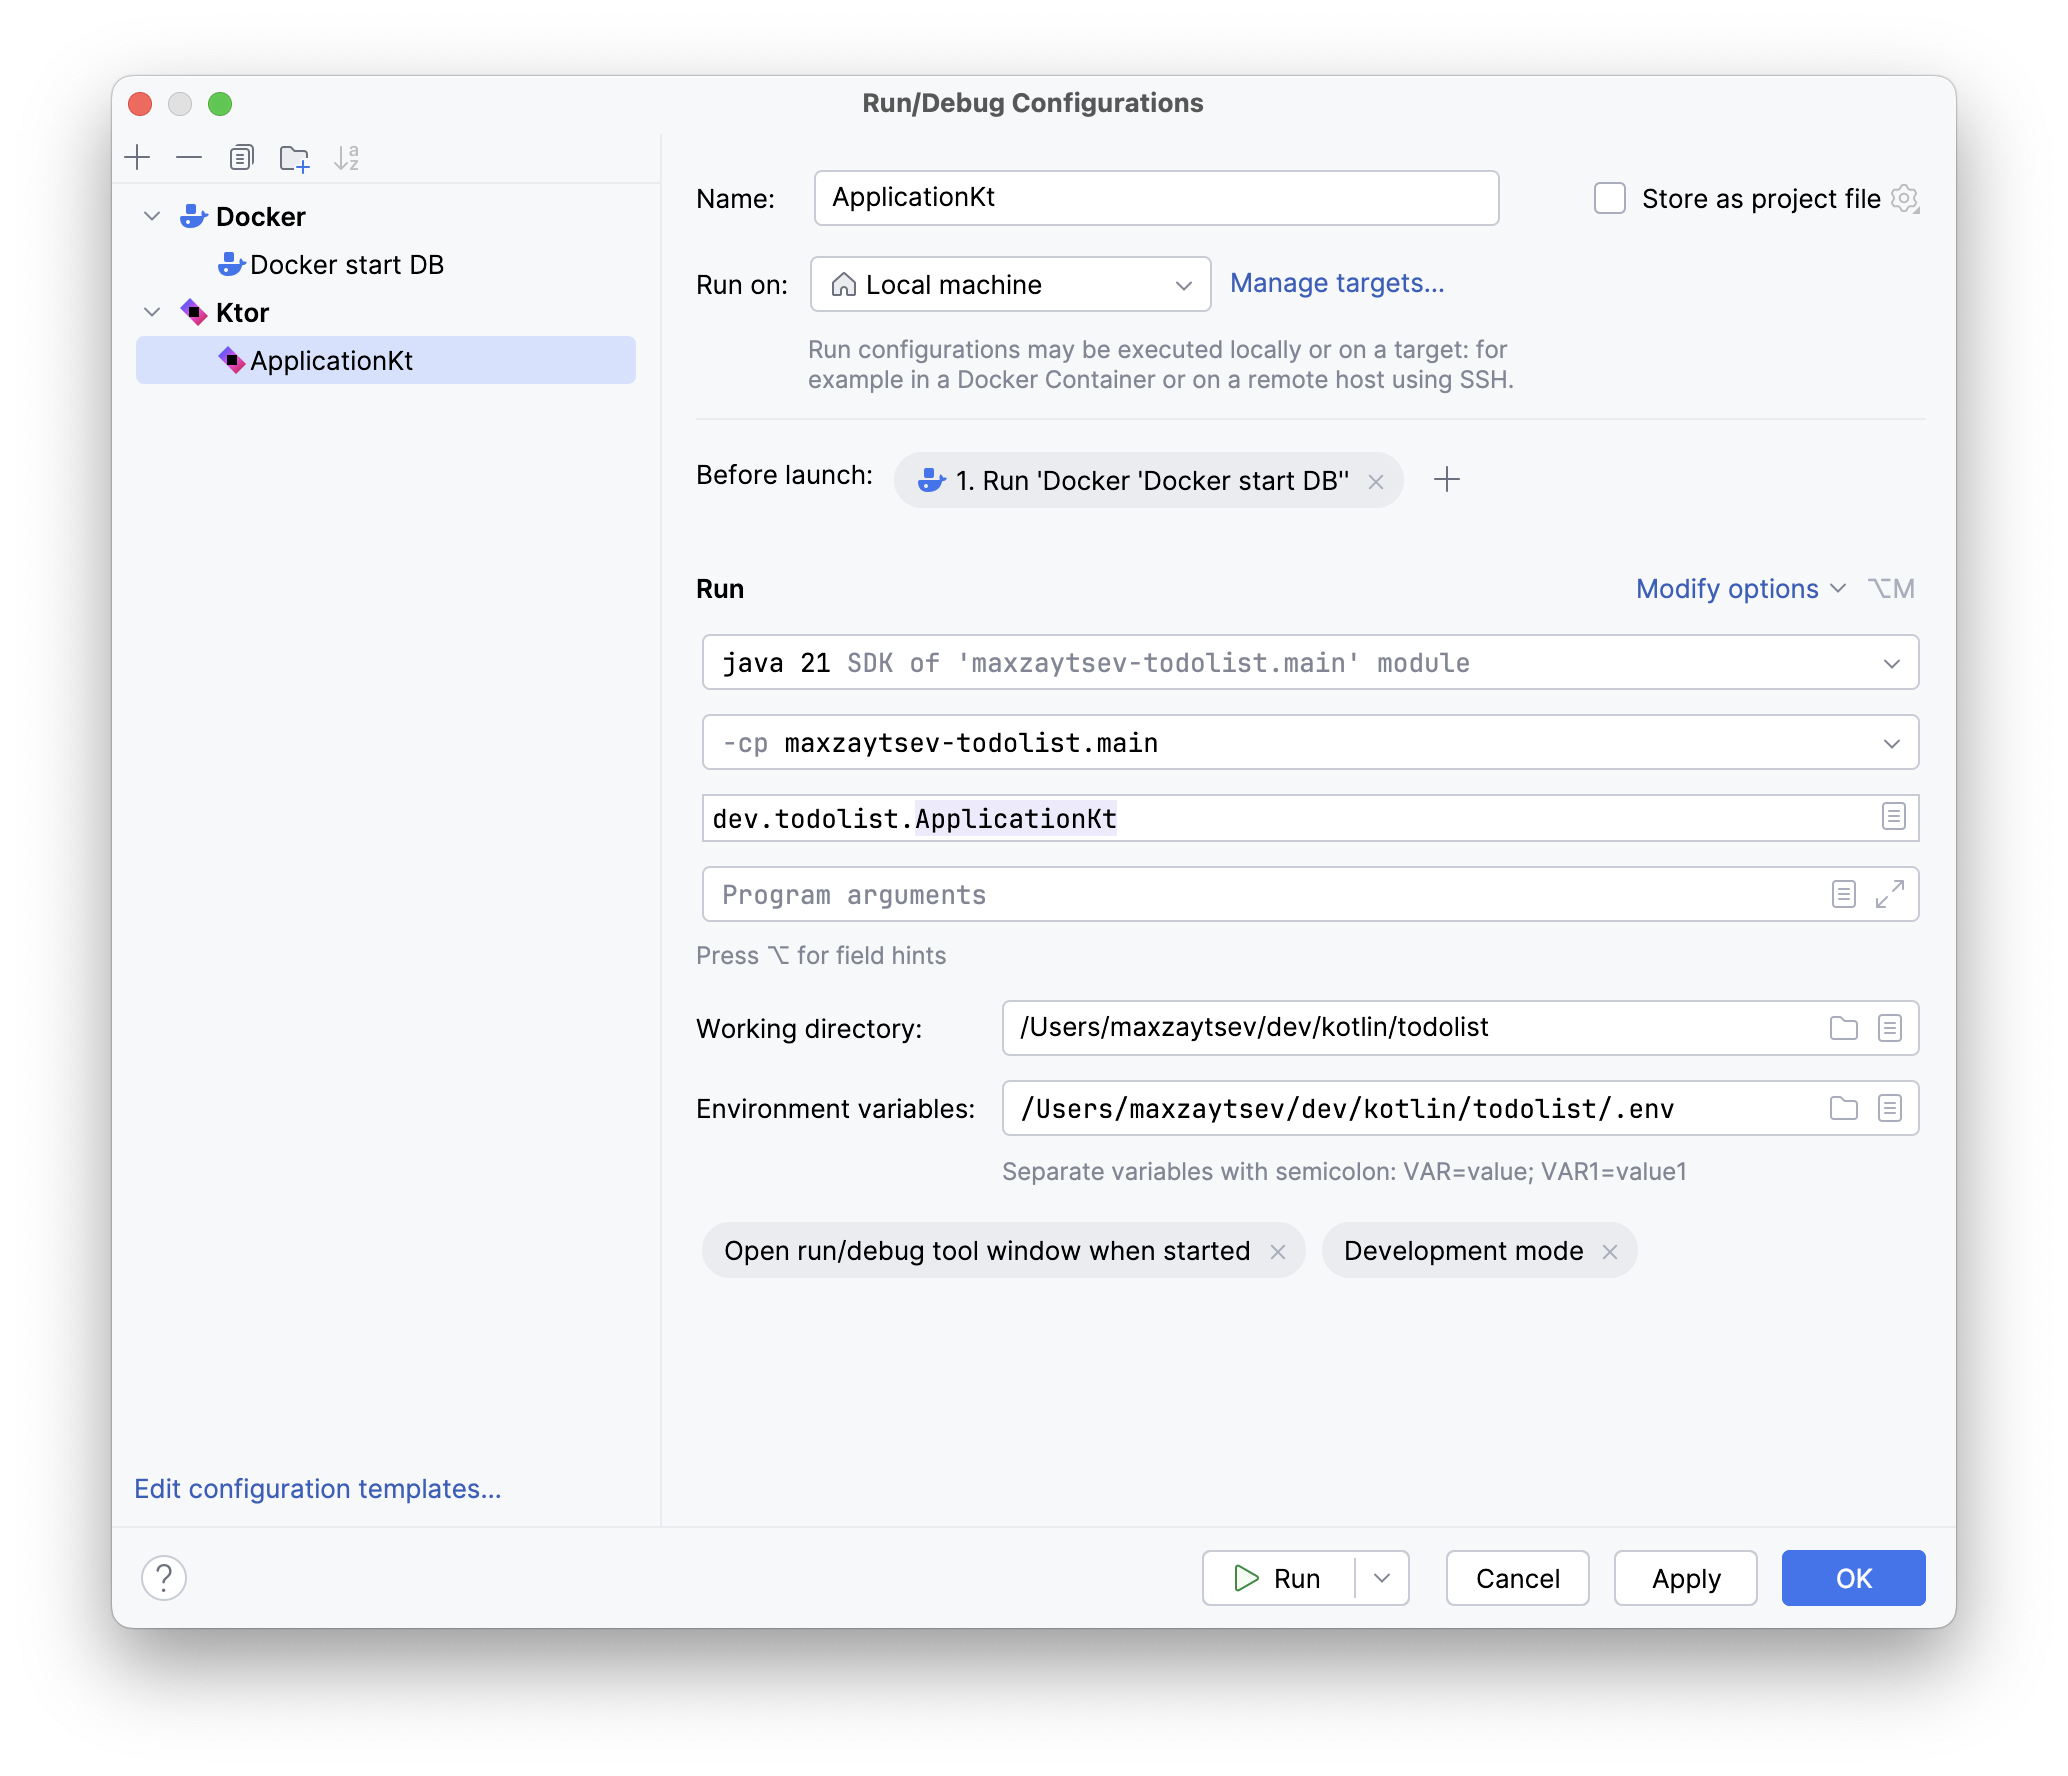 Run/Debug Configurations
Docker
Docker start DB
Ktor
ApplicationKt
Edit configuration templates...
Name: ApplicationKt
Store as project file
Run on: Local machine Manage targets...
Run configurations may be executed locally or on a target: for
example in a Docker Container or on a remote host using SSH.
Before launch: 1. Run 'Docker 'Docker start DB''
Run
Modify options ⌥M
java 21 SDK of 'maxzaytsev-todolist.main' module
-cp maxzaytsev-todolist.main
dev.todolist.ApplicationKt
Program arguments
Press ⌥ for field hints
Working directory: /Users/maxzaytsev/dev/kotlin/todolist
Environment variables: /Users/maxzaytsev/dev/kotlin/todolist/.env
Separate variables with semicolon: VAR=value; VAR1=value1
Open run/debug tool window when started
Development mode
? Run Cancel Apply OK